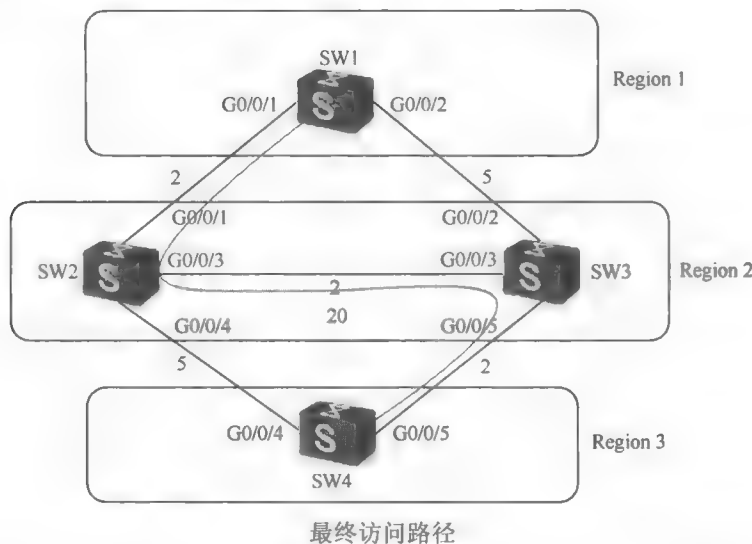 SW1
Region 1
G0/0/1
G0/0/2
2
5
G0/0/1
G0/0/2
SW2
G0/0/3
G0/0/3
SW3
Region 2
2
20
G0/0/4
G0/0/5
5
2
G0/0/4
G0/0/5
Region 3
SW4
最终访问路径